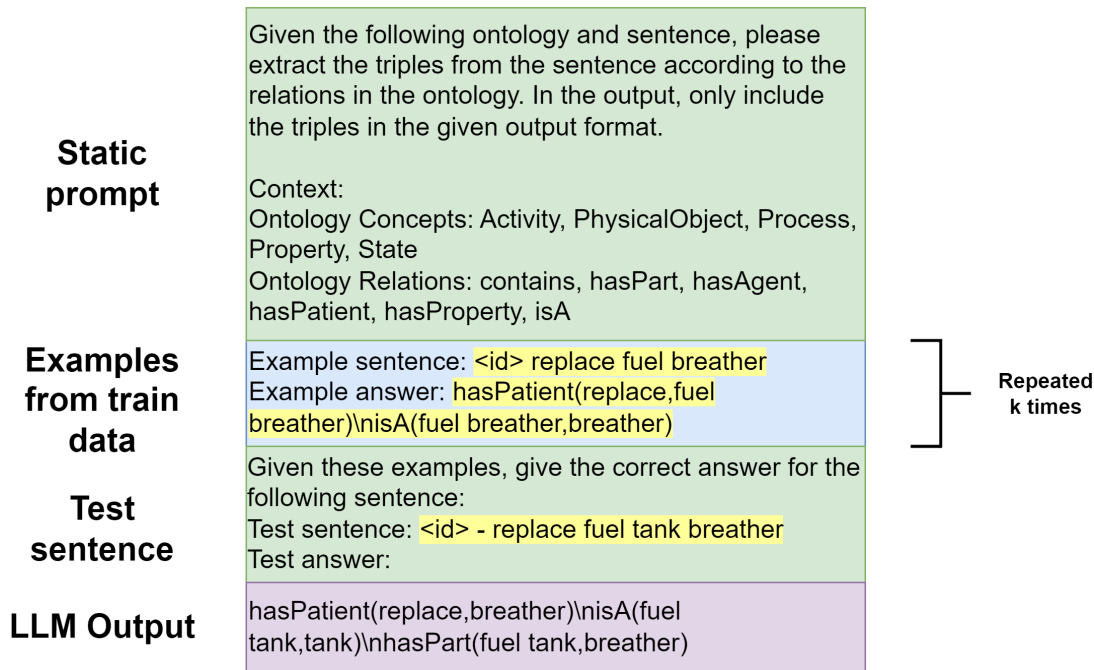 Static
prompt
Given the following ontology and sentence, please
extract the triples from the sentence according to the
relations in the ontology. In the output, only include
the triples in the given output format.
Context:
Ontology Concepts: Activity, PhysicalObject, Process,
Property, State
Ontology Relations: contains, hasPart, hasAgent,
hasPatient, hasProperty, isA
Examples
from train
data
Example sentence: <id> replace fuel breather
Example answer: hasPatient(replace,fuel
breather)\nisA(fuel breather,breather)
Repeated
k times
Test
sentence
Given these examples, give the correct answer for the
following sentence:
Test sentence: <id> - replace fuel tank breather
Test answer:
LLM Output
hasPatient(replace,breather)\nisA(fuel
tank,tank)\nhasPart(fuel tank,breather)